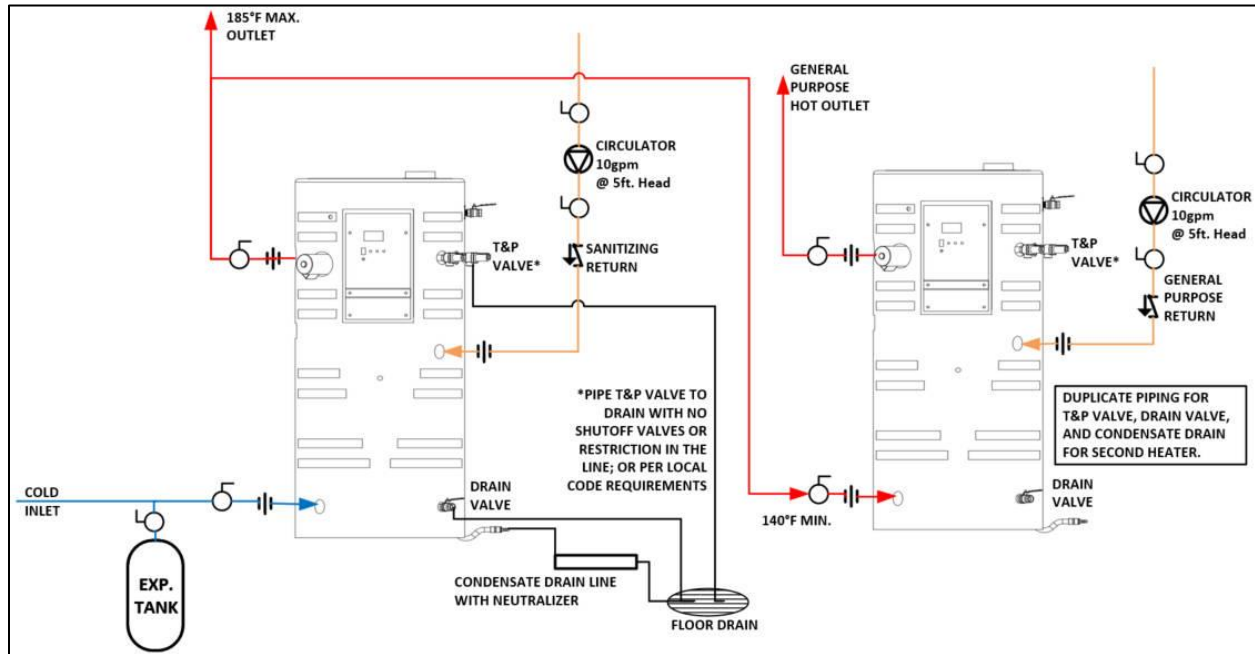 185°F MAX.
OUTLET
CIRCULATOR
10gpm
@ 5ft. Head
T&P
VALVE*
SANITIZING
RETURN
*PIPE T&P VALVE TO
DRAIN WITH NO
SHUTOFF VALVES OR
RESTRICTION IN THE
LINE; OR PER LOCAL
CODE REQUIREMENTS
COLD
INLET
EXP.
TANK
DRAIN
VALVE
CONDENSATE DRAIN LINE
WITH NEUTRALIZER
FLOOR DRAIN
GENERAL
PURPOSE
HOT OUTLET
CIRCULATOR
10gpm
@ 5ft. Head
T&P
VALVE*
GENERAL
PURPOSE
RETURN
DUPLICATE PIPING FOR
T&P VALVE, DRAIN VALVE,
AND CONDENSATE DRAIN
FOR SECOND HEATER.
140°F MIN.
DRAIN
VALVE